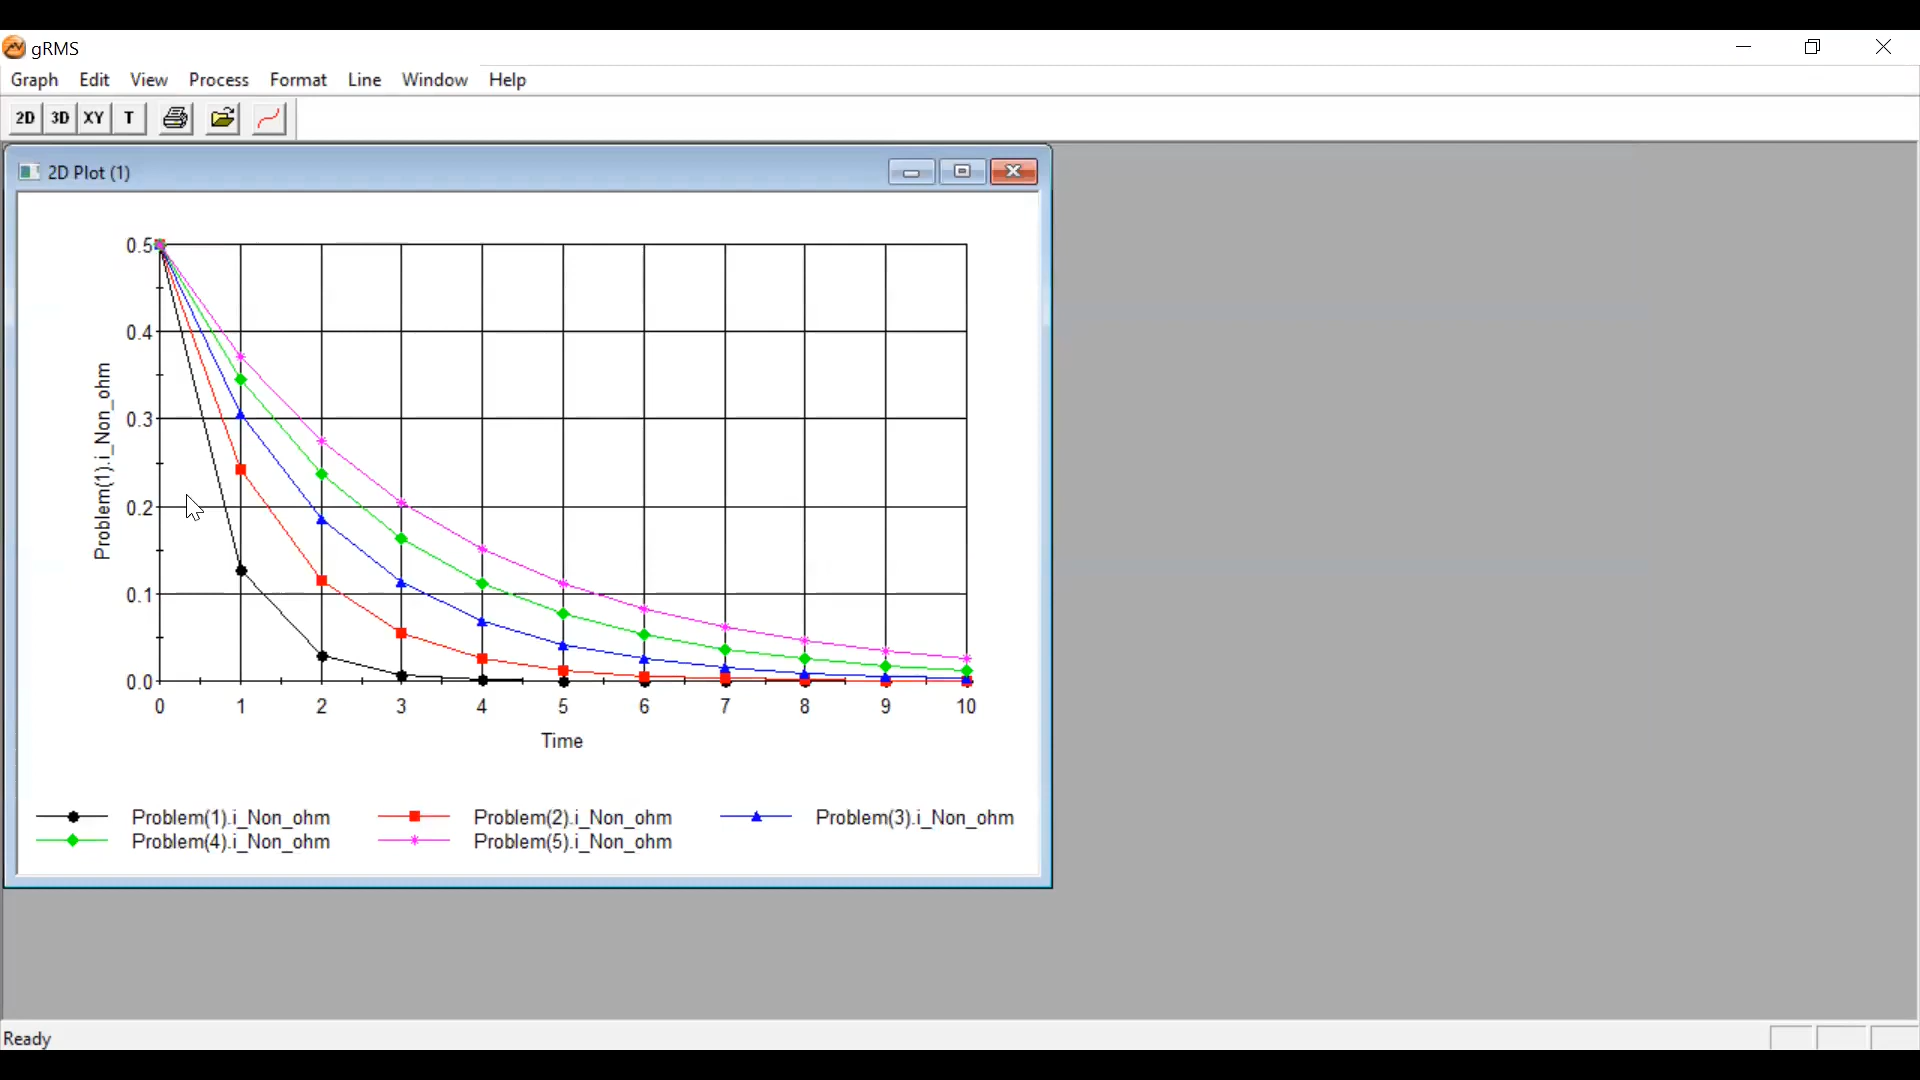 gRMS
Graph Edit View Process Format Line Window Help
2D 3D XY T
2D Plot (1)
0.5
0.4
0.3
0.2
0.1
0.0
Problem(1).i_Non_ohm
0 1 2 3 4 5 6 7 8 9 10
Time
Problem(1).i_Non_ohm Problem(2).i_Non_ohm Problem(3).i_Non_ohm
Problem(4).i_Non_ohm Problem(5).i_Non_ohm
Ready